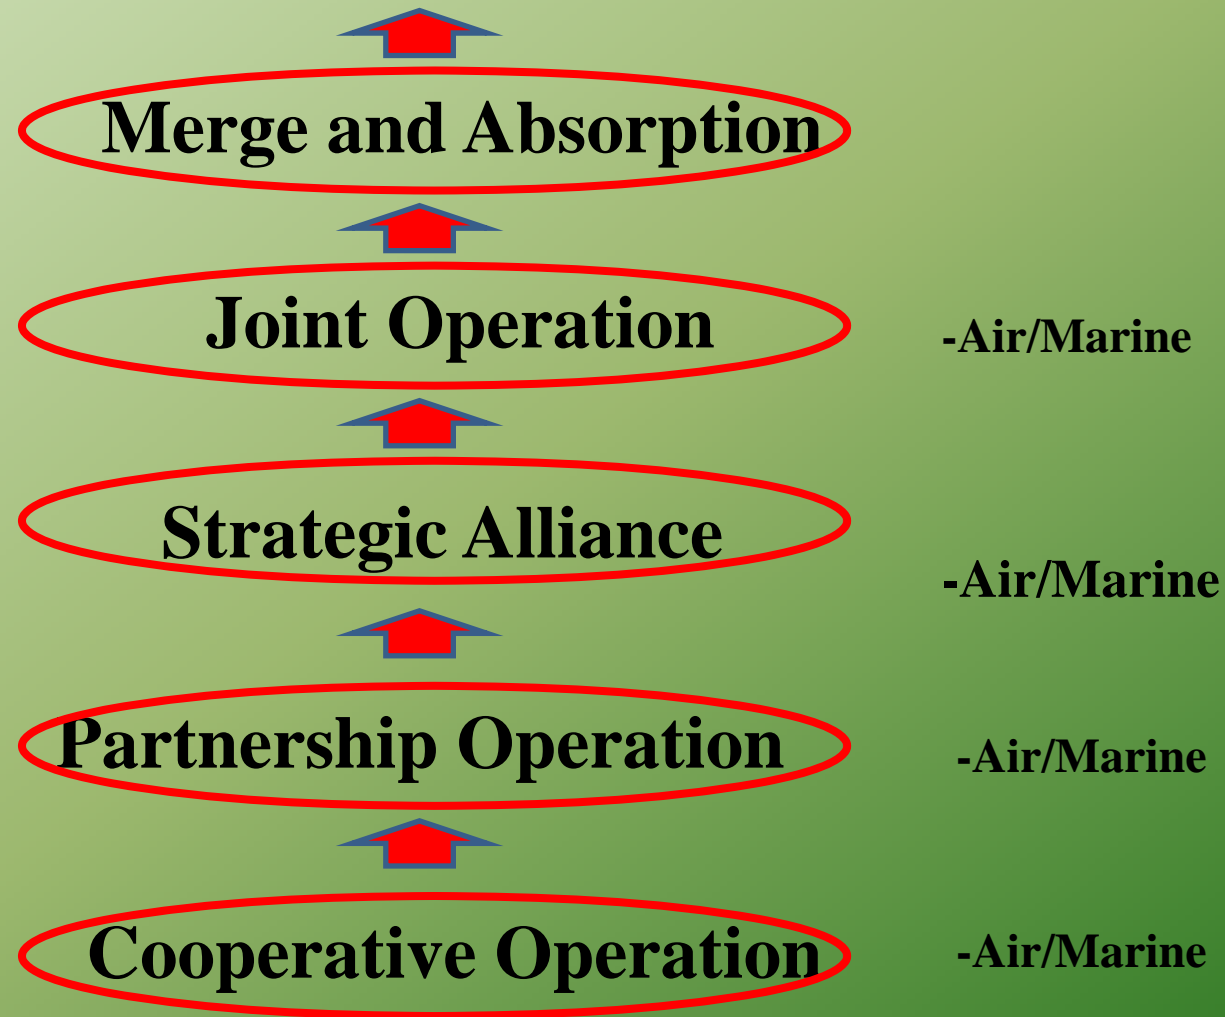 Merge and Absorption
Joint Operation
-Air/Marine
Strategic Alliance
-Air/Marine
Partnership Operation
-Air/Marine
Cooperative Operation
-Air/Marine